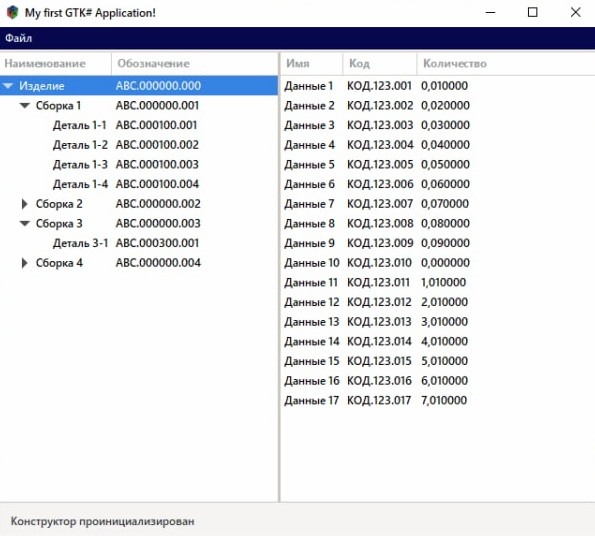 My first GTK# Application!
Файл
Наименование Обозначение
Изделие ABC.000000.000
Сборка 1 ABC.000000.001
Деталь 1-1 ABC.000100.001
Деталь 1-2 ABC.000100.002
Деталь 1-3 ABC.000100.003
Деталь 1-4 ABC.000100.004
Сборка 2 ABC.000000.002
Сборка 3 ABC.000000.003
Деталь 3-1 ABC.000300.001
Сборка 4 ABC.000000.004
Имя Код Количество
Данные 1 КОД.123.001 0,010000
Данные 2 КОД.123.002 0,020000
Данные 3 КОД.123.003 0,030000
Данные 4 КОД.123.004 0,040000
Данные 5 КОД.123.005 0,050000
Данные 6 КОД.123.006 0,060000
Данные 7 КОД.123.007 0,070000
Данные 8 КОД.123.008 0,080000
Данные 9 КОД.123.009 0,090000
Данные 10 КОД.123.010 0,000000
Данные 11 КОД.123.011 1,010000
Данные 12 КОД.123.012 2,010000
Данные 13 КОД.123.013 3,010000
Данные 14 КОД.123.014 4,010000
Данные 15 КОД.123.015 5,010000
Данные 16 КОД.123.016 6,010000
Данные 17 КОД.123.017 7,010000
Конструктор проинициализирован